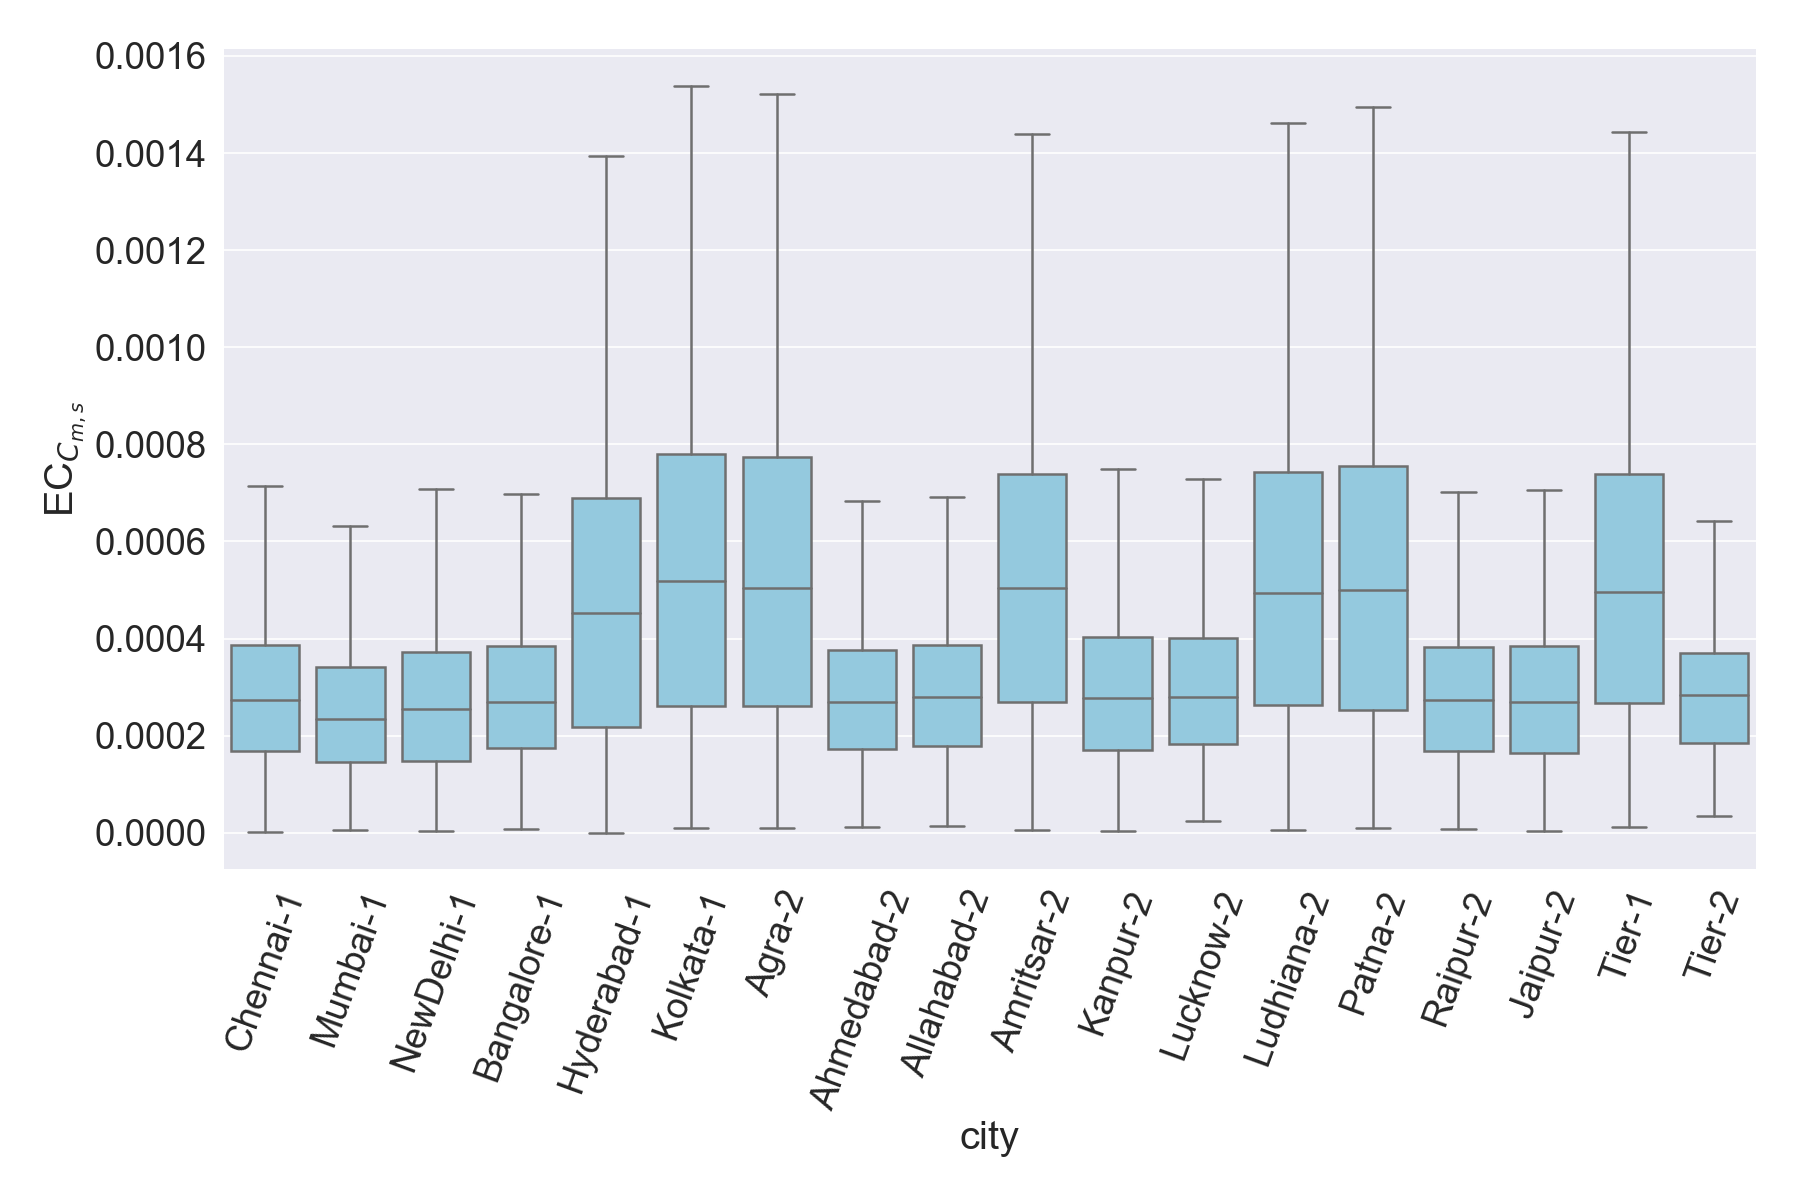 0.0016
0.0014
0.0012
0.0010
0.0008
0.0006
0.0004
0.0002
0.0000
EC_{C_{m,s}}
Chennai-1
Mumbai-1
NewDelhi-1
Bangalore-1
Hyderabad-1
Kolkata-1
Agra-2
Ahmedabad-2
Allahabad-2
Amritsar-2
Kanpur-2
Lucknow-2
Ludhiana-2
Patna-2
Raipur-2
Jaipur-2
Tier-1
Tier-2
city